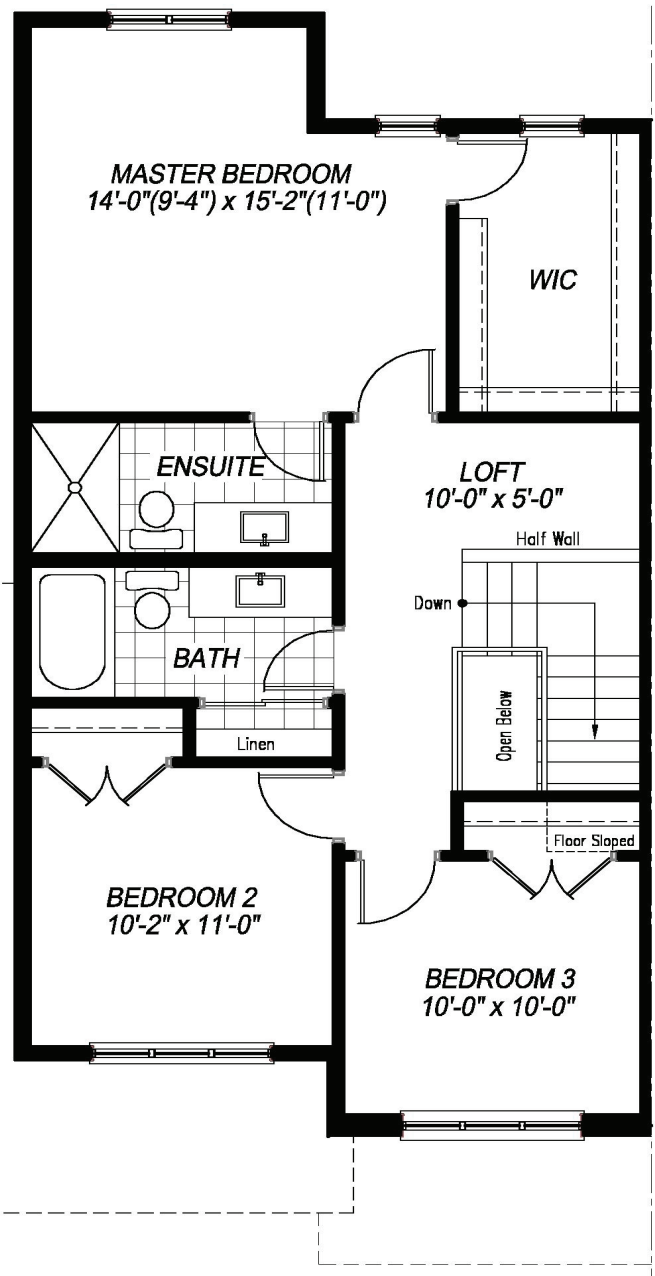 MASTER BEDROOM
14'-0"(9'-4") x 15'-2"(11'-0")
WIC
ENSUITE
LOFT
10'-0" x 5'-0"
Half Wall
Down
BATH
Open Below
Linen
Floor Sloped
BEDROOM 2
10'-2" x 11'-0"
BEDROOM 3
10'-0" x 10'-0"